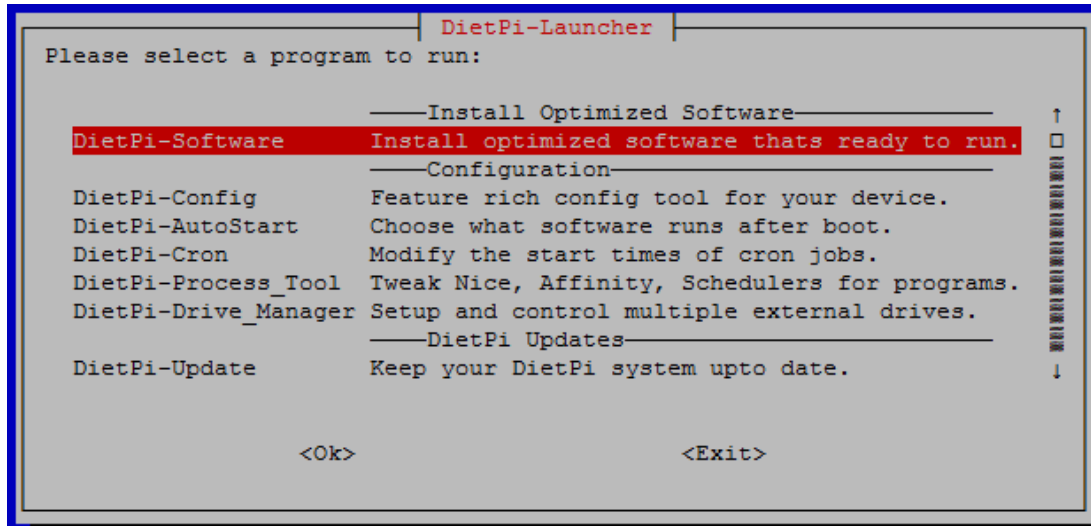 DietPi-Launcher
Please select a program to run:
Install Optimized Software
DietPi-Software Install optimized software thats ready to run.
Configuration
DietPi-Config Feature rich config tool for your device.
DietPi-AutoStart Choose what software runs after boot.
DietPi-Cron Modify the start times of cron jobs.
DietPi-Process_Tool Tweak Nice, Affinity, Schedulers for programs.
DietPi-Drive_Manager Setup and control multiple external drives.
DietPi Updates
DietPi-Update Keep your DietPi system upto date.
<Ok> <Exit>